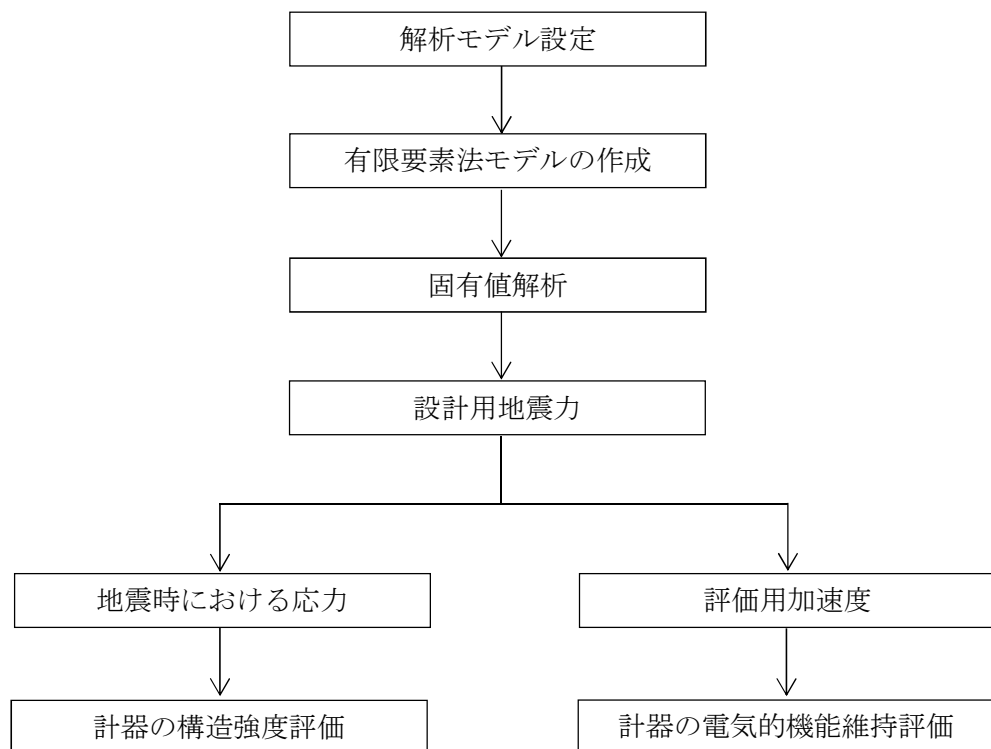 解析モデル設定
有限要素法モデルの作成
固有値解析
設計用地震力
地震時における応力
評価用加速度
計器の構造強度評価
計器の電気的機能維持評価